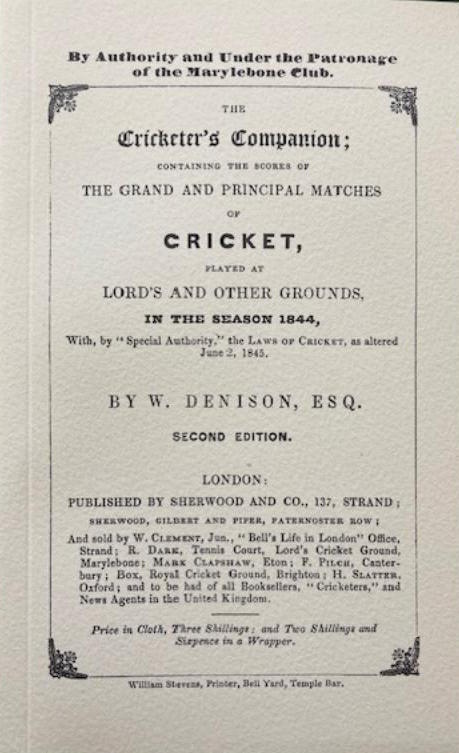 By Authority and Under the Patronage
of the Marylebone Club.
THE
Cricketer's Companion;
CONTAINING THE SCORES OF
THE GRAND AND PRINCIPAL MATCHES
OF
CRICKET,
PLAYED AT
LORD'S AND OTHER GROUNDS,
IN THE SEASON 1844,
With, by "Special Authority," the LAWS OF CRICKET, as altered
June 2, 1845.
BY W. DENISON, ESQ.
SECOND EDITION.
LONDON:
PUBLISHED BY SHERWOOD AND CO., 137, STRAND;
SHERWOOD, GILBERT AND PIPER, PATERNOSTER ROW;
And sold by W. CLEMENT, Jun., "Bell's Life in London" Office,
Strand; R. DARK, Tennis Court, Lord's Cricket Ground,
Marylebone; MARK CLAPSHAW, Eton; F. PILCH, Canter-
bury; BOX, Royal Cricket Ground, Brighton; H. SLATTER,
Oxford; and to be had of all Booksellers, "Cricketers," and
News Agents in the United Kingdom.
Price in Cloth, Three Shillings; and Two Shillings and
Sixpence in a Wrapper.
William Stevens, Printer, Bell Yard, Temple Bar.